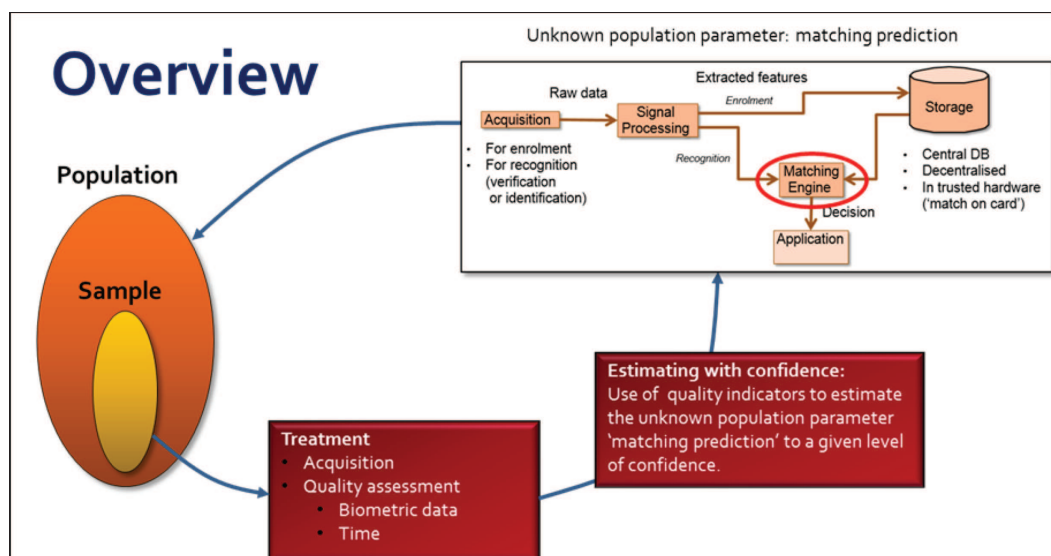 Overview
Unknown population parameter: matching prediction
Raw data
Extracted features
Acquisition
Signal
Processing
Enrolment
Recognition
Storage
• For enrolment
• For recognition
(verification
or identification)
Matching
Engine
Decision
Application
• Central DB
• Decentralised
• In trusted hardware
('match on card')
Population
Sample
Treatment
• Acquisition
• Quality assessment
• Biometric data
• Time
Estimating with confidence:
Use of quality indicators to estimate
the unknown population parameter
'matching prediction' to a given level
of confidence.